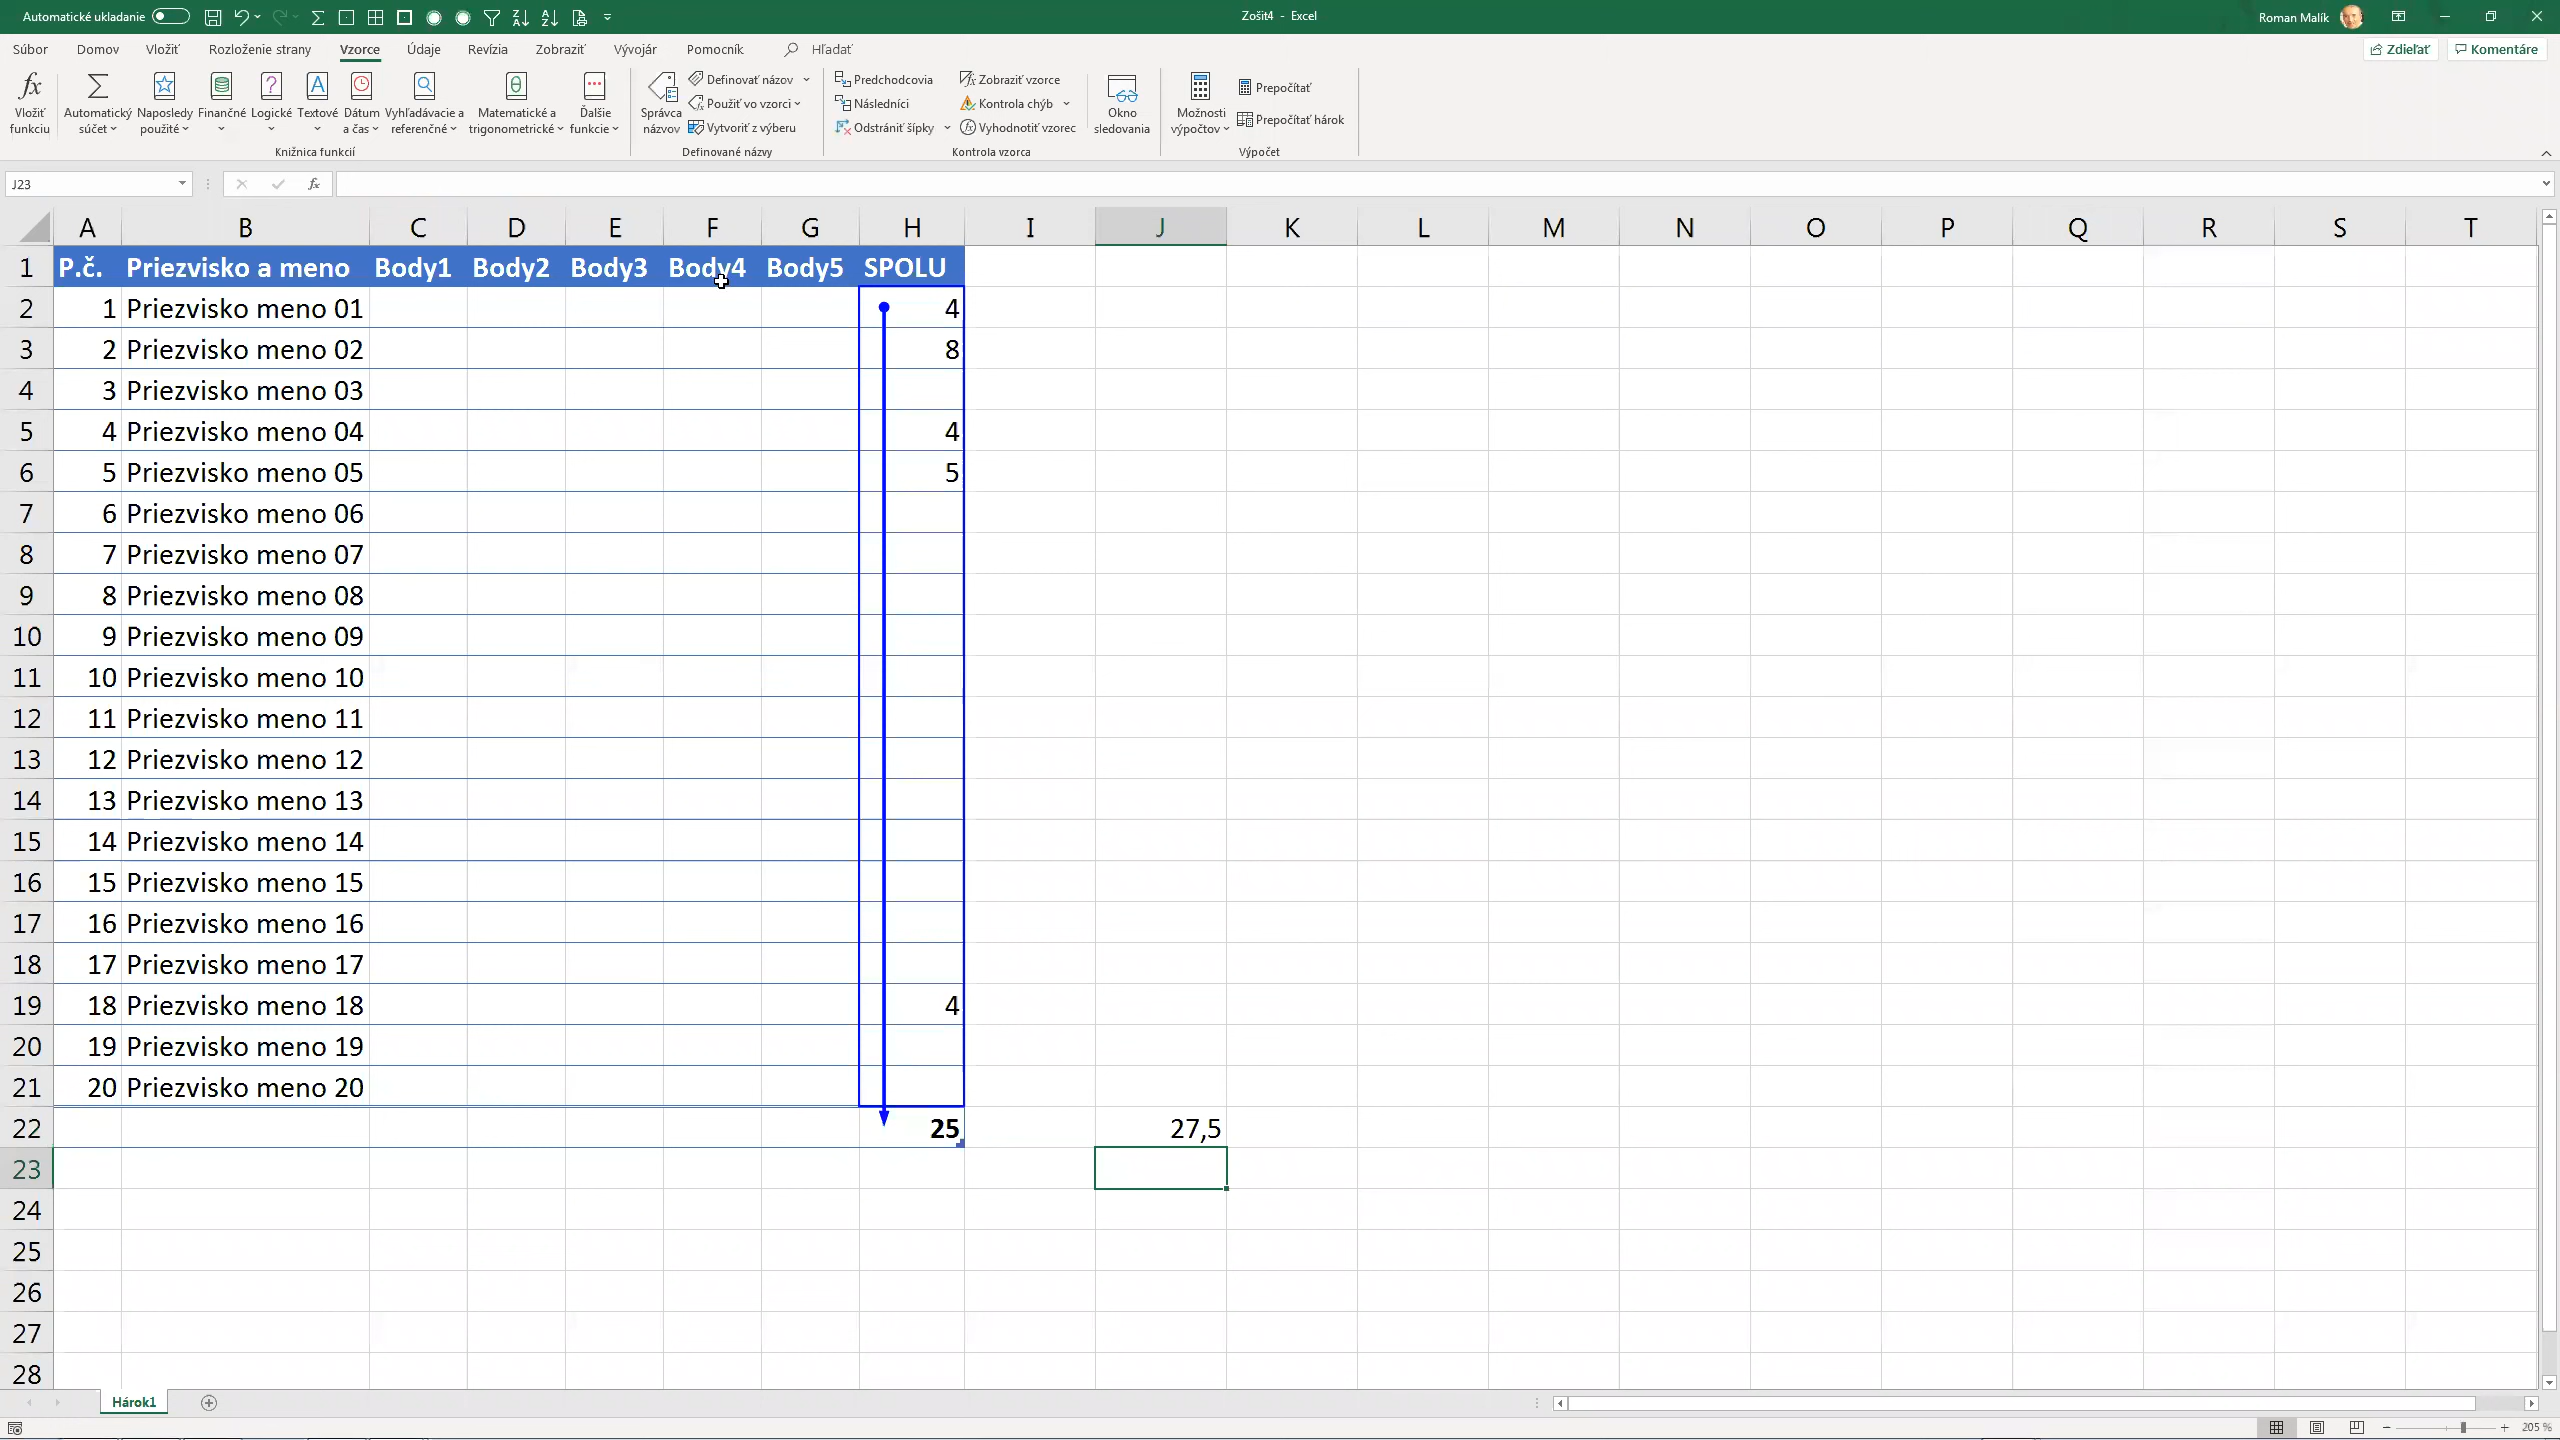 Automatické ukladanie
Zošit4 - Excel
Roman Malík
Súbor Domov Vložiť Rozloženie strany Vzorce Údaje Revízia Zobraziť Vývojár Pomocník Hľadať
Zdieľať Komentáre
Vložiť funkciu
Automatický súčet
Naposledy použité
Finančné
Logické
Textové
Dátum a čas
Vyhľadávacie a referenčné
Matematické a trigonometrické
Ďalšie funkcie
Knižnica funkcií
Správca názvov
Definovať názov
Použiť vo vzorci
Vytvoriť z výberu
Definované názvy
Predchodcovia
Následníci
Odstrániť šípky
Zobraziť vzorce
Kontrola chýb
Vyhodnotiť vzorec
Kontrola vzorca
Okno sledovania
Možnosti výpočtov
Prepočítať
Prepočítať hárok
Výpočet
J23 fx
A B C D E F G H I J K L M N O P Q R S T
1 P.č. Priezvisko a meno Body1 Body2 Body3 Body4 Body5 SPOLU
2 1 Priezvisko meno 01 4
3 2 Priezvisko meno 02 8
4 3 Priezvisko meno 03
5 4 Priezvisko meno 04 4
6 5 Priezvisko meno 05 5
7 6 Priezvisko meno 06
8 7 Priezvisko meno 07
9 8 Priezvisko meno 08
10 9 Priezvisko meno 09
11 10 Priezvisko meno 10
12 11 Priezvisko meno 11
13 12 Priezvisko meno 12
14 13 Priezvisko meno 13
15 14 Priezvisko meno 14
16 15 Priezvisko meno 15
17 16 Priezvisko meno 16
18 17 Priezvisko meno 17
19 18 Priezvisko meno 18 4
20 19 Priezvisko meno 19
21 20 Priezvisko meno 20
22 25 27,5
23
24
25
26
27
28
Hárok1
205 %